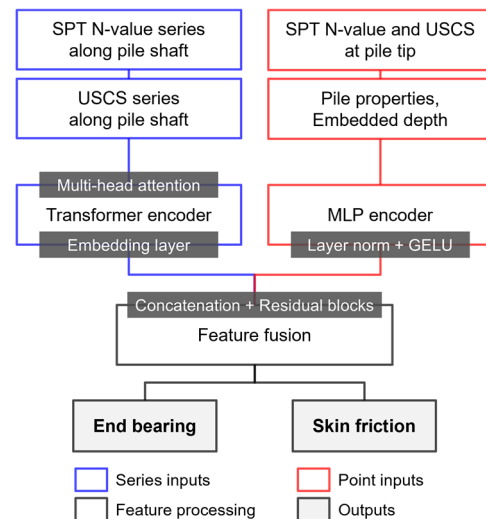 SPT N-value series
along pile shaft
SPT N-value and USCS
at pile tip
USCS series
along pile shaft
Pile properties,
Embedded depth
Multi-head attention
Transformer encoder
Embedding layer
MLP encoder
Layer norm + GELU
Concatenation + Residual blocks
Feature fusion
End bearing
Skin friction
Series inputs
Point inputs
Feature processing
Outputs